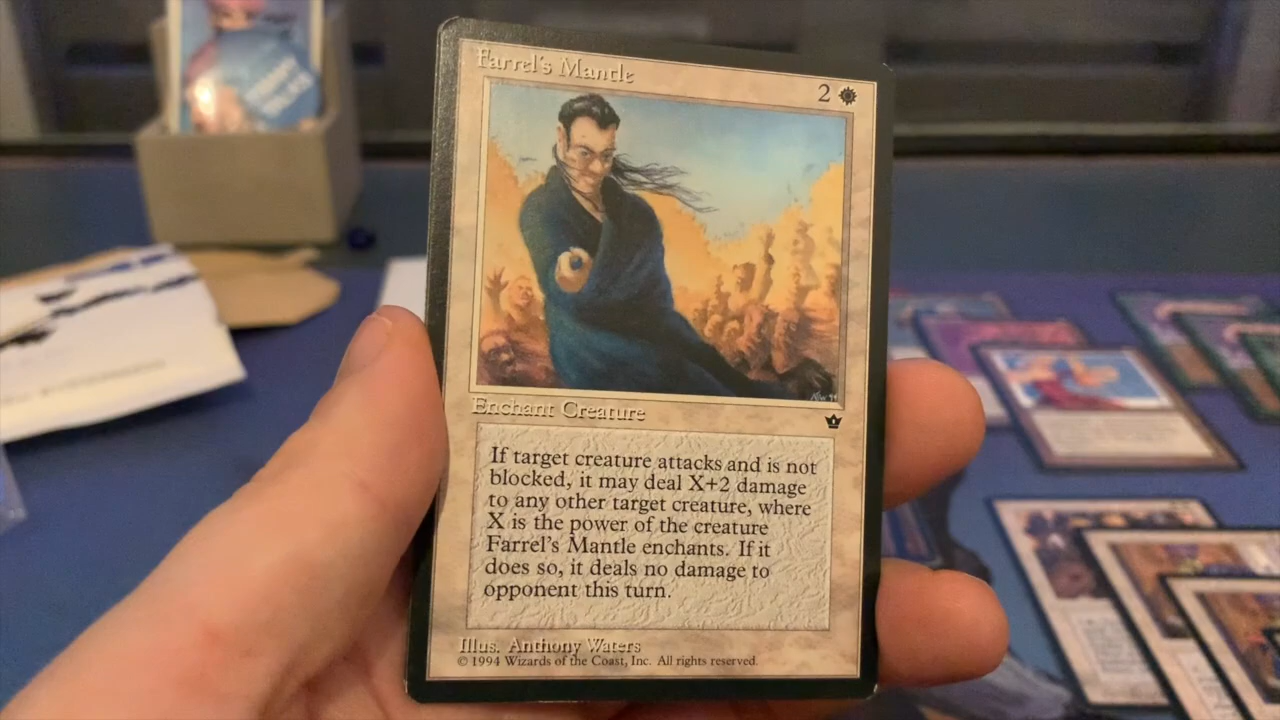 Farrel's Mantle
2
AW 94
Enchant Creature
If target creature attacks and is not
blocked, it may deal X+2 damage
to any other target creature, where
X is the power of the creature
Farrel's Mantle enchants. If it
does so, it deals no damage to
opponent this turn.
Illus. Anthony Waters
© 1994 Wizards of the Coast, Inc. All rights reserved.